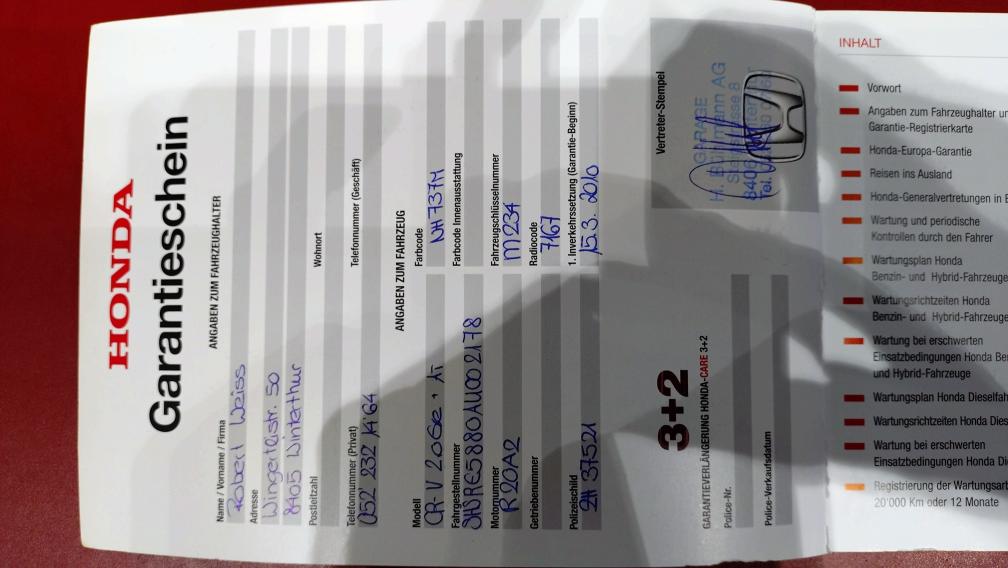 HONDA
Garantieschein
ANGABEN ZUM FAHRZEUGHALTER
Name / Vorname / Firma
Robert Weiss
Adresse
Wingertlistr. 50
8405 Winterthur
Postleitzahl
Wohnort
Telefonnummer (Privat)
052' 232 14'64
Telefonnummer (Geschäft)
ANGABEN ZUM FAHRZEUG
Modell
CR-V 2.0
Farbcode
NH737M
Fahrgestellnummer
SHSRE5880AU002178
Farbcode Innenausstattung
Motornummer
R20A2
Fahrzeugschlüsselnummer
M234
Getriebenummer
Radiocode
7167
Polizeischild
ZH 37521
1. Inverkehrssetzung (Garantie-Beginn)
15.3. 2010
3+2
GARANTIEVERLÄNGERUNG HONDA-CARE 3+2
Police-Nr.
Police-Verkaufsdatum
Vertreter-Stempel
GARAGE
AG
8
Tel.
INHALT
Vorwort
Angaben zum Fahrzeughalter
Garantie-Registrierkarte
Honda-Europa-Garantie
Reisen ins Ausland
Honda-Generalvertretungen in
Wartung und periodische
Kontrollen durch den Fahrer
Wartungsplan Honda
Benzin- und Hybrid-Fahrzeuge
Wartungsrichtzeiten Honda
Benzin- und Hybrid-Fahrzeuge
Wartung bei erschwerten
Einsatzbedingungen Honda
und Hybrid-Fahrzeuge
Wartungsplan Honda
Wartungsrichtzeiten Honda
Wartung bei erschwerten
Einsatzbedingungen Honda
Registrierung der
20'000 Km oder 12 Monate